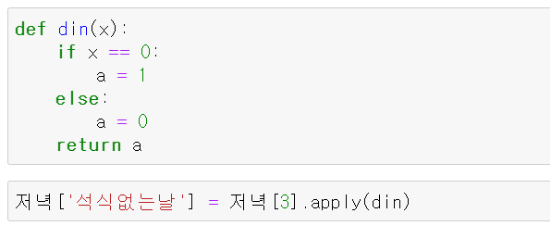 def din(x):
    if x == 0:
        a = 1
    else:
        a = 0
    return a
저녁['석식없는날'] = 저녁[3].apply(din)